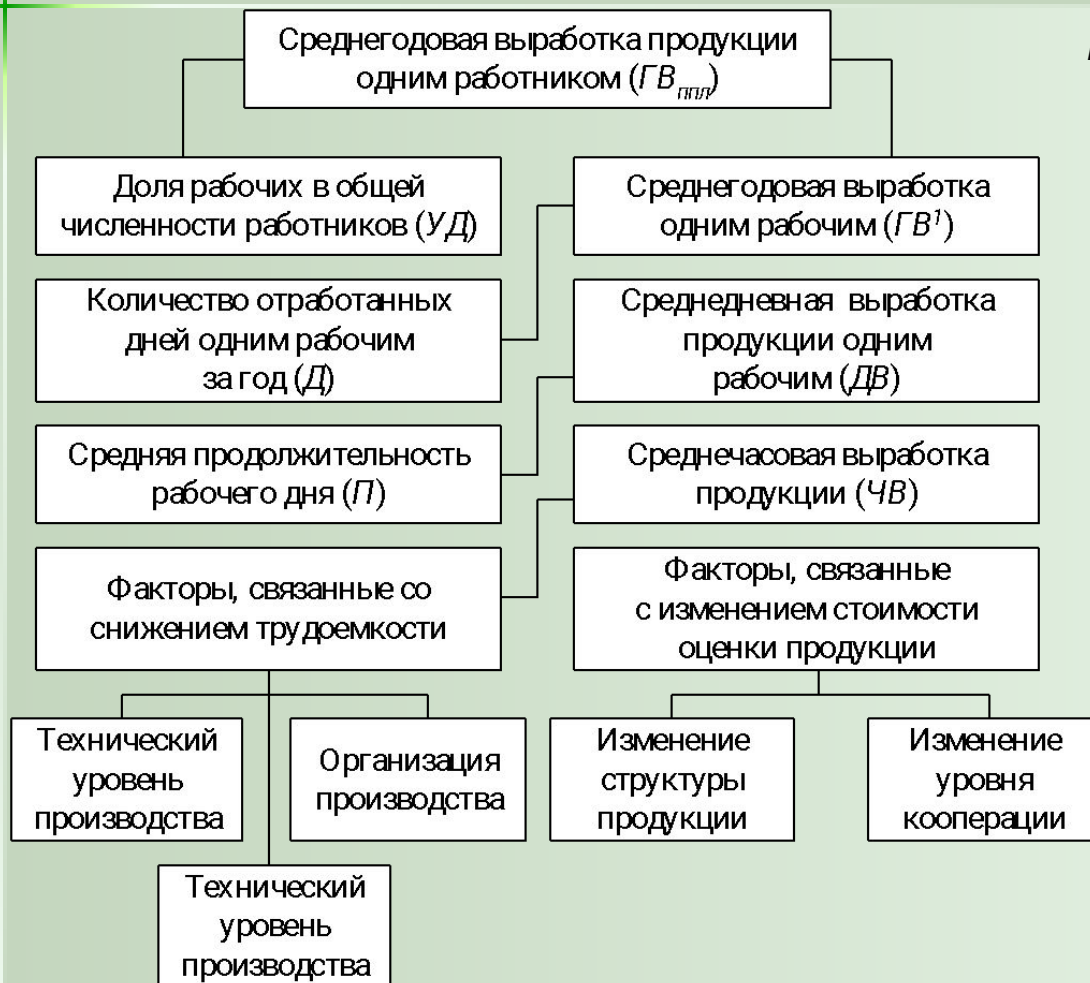 Среднегодовая выработка продукции
одним работником (ГВппл)
Доля рабочих в общей
численности работников (УД)
Среднегодовая выработка
одним рабочим (ГВ¹)
Количество отработанных
дней одним рабочим
за год (Д)
Среднедневная выработка
продукции одним
рабочим (ДВ)
Средняя продолжительность
рабочего дня (П)
Среднечасовая выработка
продукции (ЧВ)
Факторы, связанные со
снижением трудоемкости
Факторы, связанные
с изменением стоимости
оценки продукции
Технический
уровень
производства
Организация
производства
Изменение
структуры
продукции
Изменение
уровня
кооперации
Технический
уровень
производства